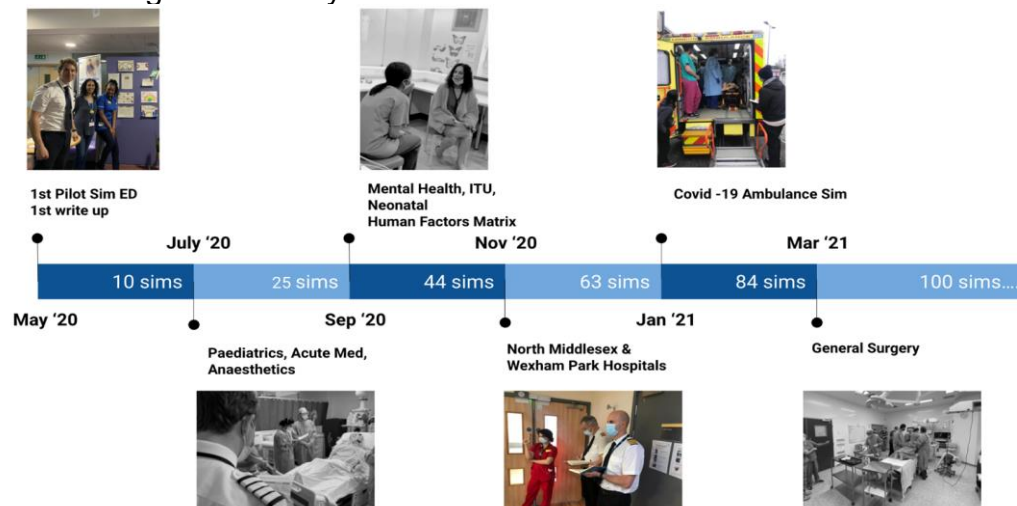 1st Pilot Sim ED
1st write up
Mental Health, ITU,
Neonatal
Human Factors Matrix
Covid -19 Ambulance Sim
July ‘20
Nov ‘20
Mar ‘21
10 sims
25 sims
44 sims
63 sims
84 sims
100 sims....
May ‘20
Sep ‘20
Jan ‘21
Paediatrics, Acute Med,
Anaesthetics
North Middlesex &
Wexham Park Hospitals
General Surgery